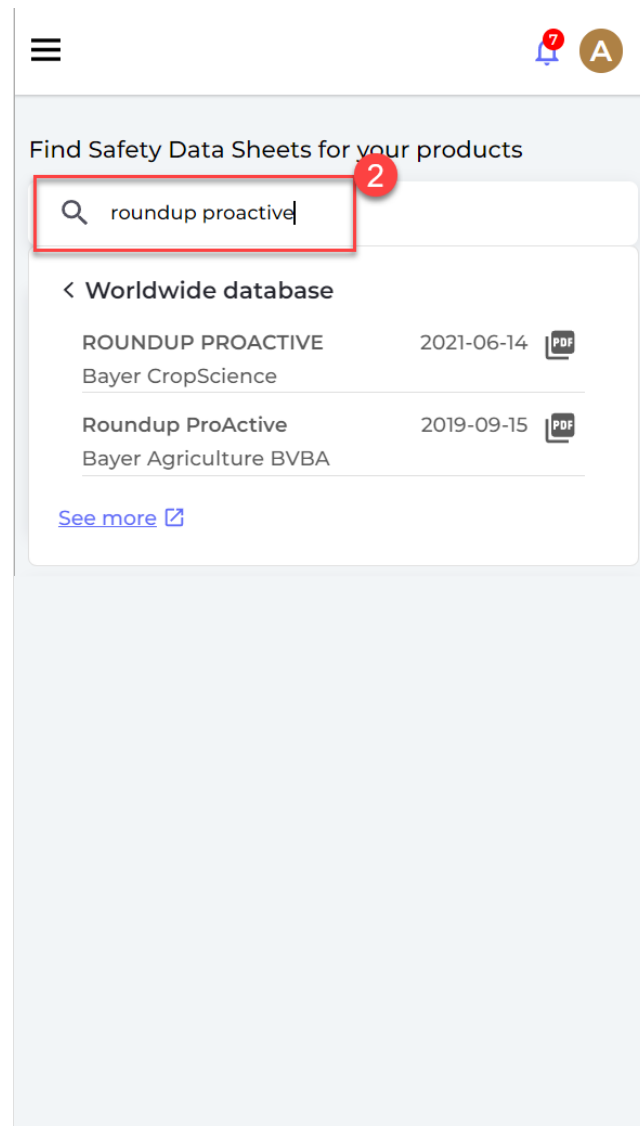 7
A
Find Safety Data Sheets for your products
2
roundup proactive
Worldwide database
ROUNDUP PROACTIVE 2021-06-14 PDF
Bayer CropScience
Roundup ProActive 2019-09-15 PDF
Bayer Agriculture BVBA
See more